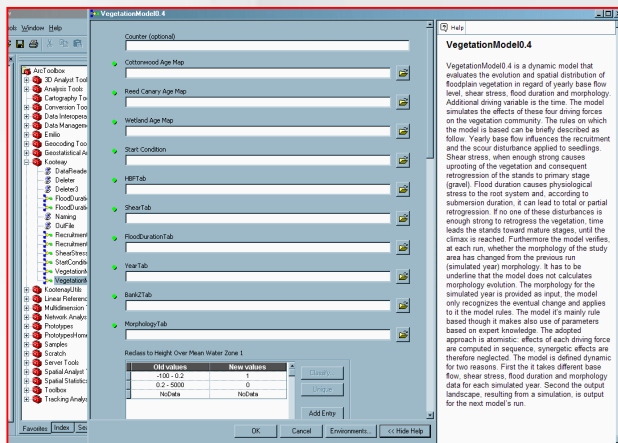 VegetationModel0.4
ools Window Help
ArcToolbox
3D Analyst Tool
Analysis Tools
Cartography To
Conversion Too
Data Interopera
Data Managem
Emilio
Geocoding Too
Geostatistical A
Kootenay
DataReade
Deleter
Deleter3
FloodDurati
FloodDurati
Naming
OutFile
Recruitment
Recruitment
ShearStress
StartConditi
VegetationM
VegetationM
KootenayUtils
Linear Referenc
Multidimension T
Network Analys
Prototypes
PrototypesHome
Samples
Scratch
Server Tools
Spatial Analyst T
Spatial Statistics
Toolbox
Tracking Analys
Favorites Index Sea
Counter (optional)
Cottonwood Age Map
Reed Canary Age Map
Wetland Age Map
Start Condition
HBFTab
ShearTab
FloodDurationTab
YearTab
BankZTab
MorphologyTab
Reclass to Height Over Mean Water Zone 1
Old values New values
-100 - 0.2 1
0.2 - 5000 0
NoData NoData
Classify...
Unique
Add Entry
OK Cancel Environments... << Hide Help
Help
VegetationModel0.4
VegetationModel0.4 is a dynamic model that
evaluates the evolution and spatial distribution of
floodplain vegetation in regard of yearly base flow
level, shear stress, flood duration and morphology.
Additional driving variable is the time. The model
simulates the effects of these four driving forces
on the vegetation community. The rules on which
the model is based can be briefly described as
follow. Yearly base flow influences the recruitment
and the scour disturbance applied to seedlings.
Shear stress, when enough strong causes
uprooting of the vegetation and consequent
retrogression of the stands to primary stage
(gravel). Flood duration causes physiological
stress to the root system and, according to
submersion duration, it can lead to total or partial
retrogression. If no one of these disturbances is
enough strong to retrogress the vegetation, time
leads the stands toward mature stages, until the
climax is reached. Furthermore the model verifies,
at each run, whether the morphology of the study
area has changed from the previous run
(simulated year) morphology. It has to be
underline that the model does not calculates
morphology evolution. The morphology for the
simulated year is provided as input, the model
only recognizes the eventual change and applies
to it the model rules. The model it's mainly rule
based though it makes also use of parameters
based on expert knowledge. The adopted
approach is atomistic: effects of each driving force
are computed in sequence, synergetic effects are
therefore neglected. The model is defined dynamic
for two reasons. First the it takes different base
flow, shear stress, flood duration and morphology
data for each simulated year. Second the output
landscape, resulting from a simulation, is output
for the next model's run.